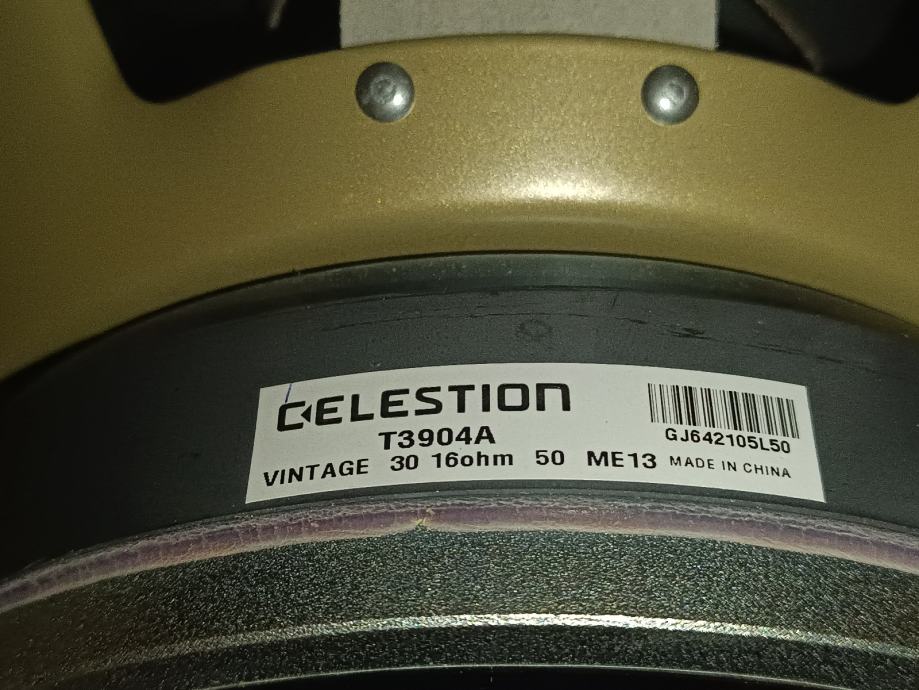 CELESTION
T3904A
GJ642105L50
VINTAGE 30 16ohm 50 ME13 MADE IN CHINA